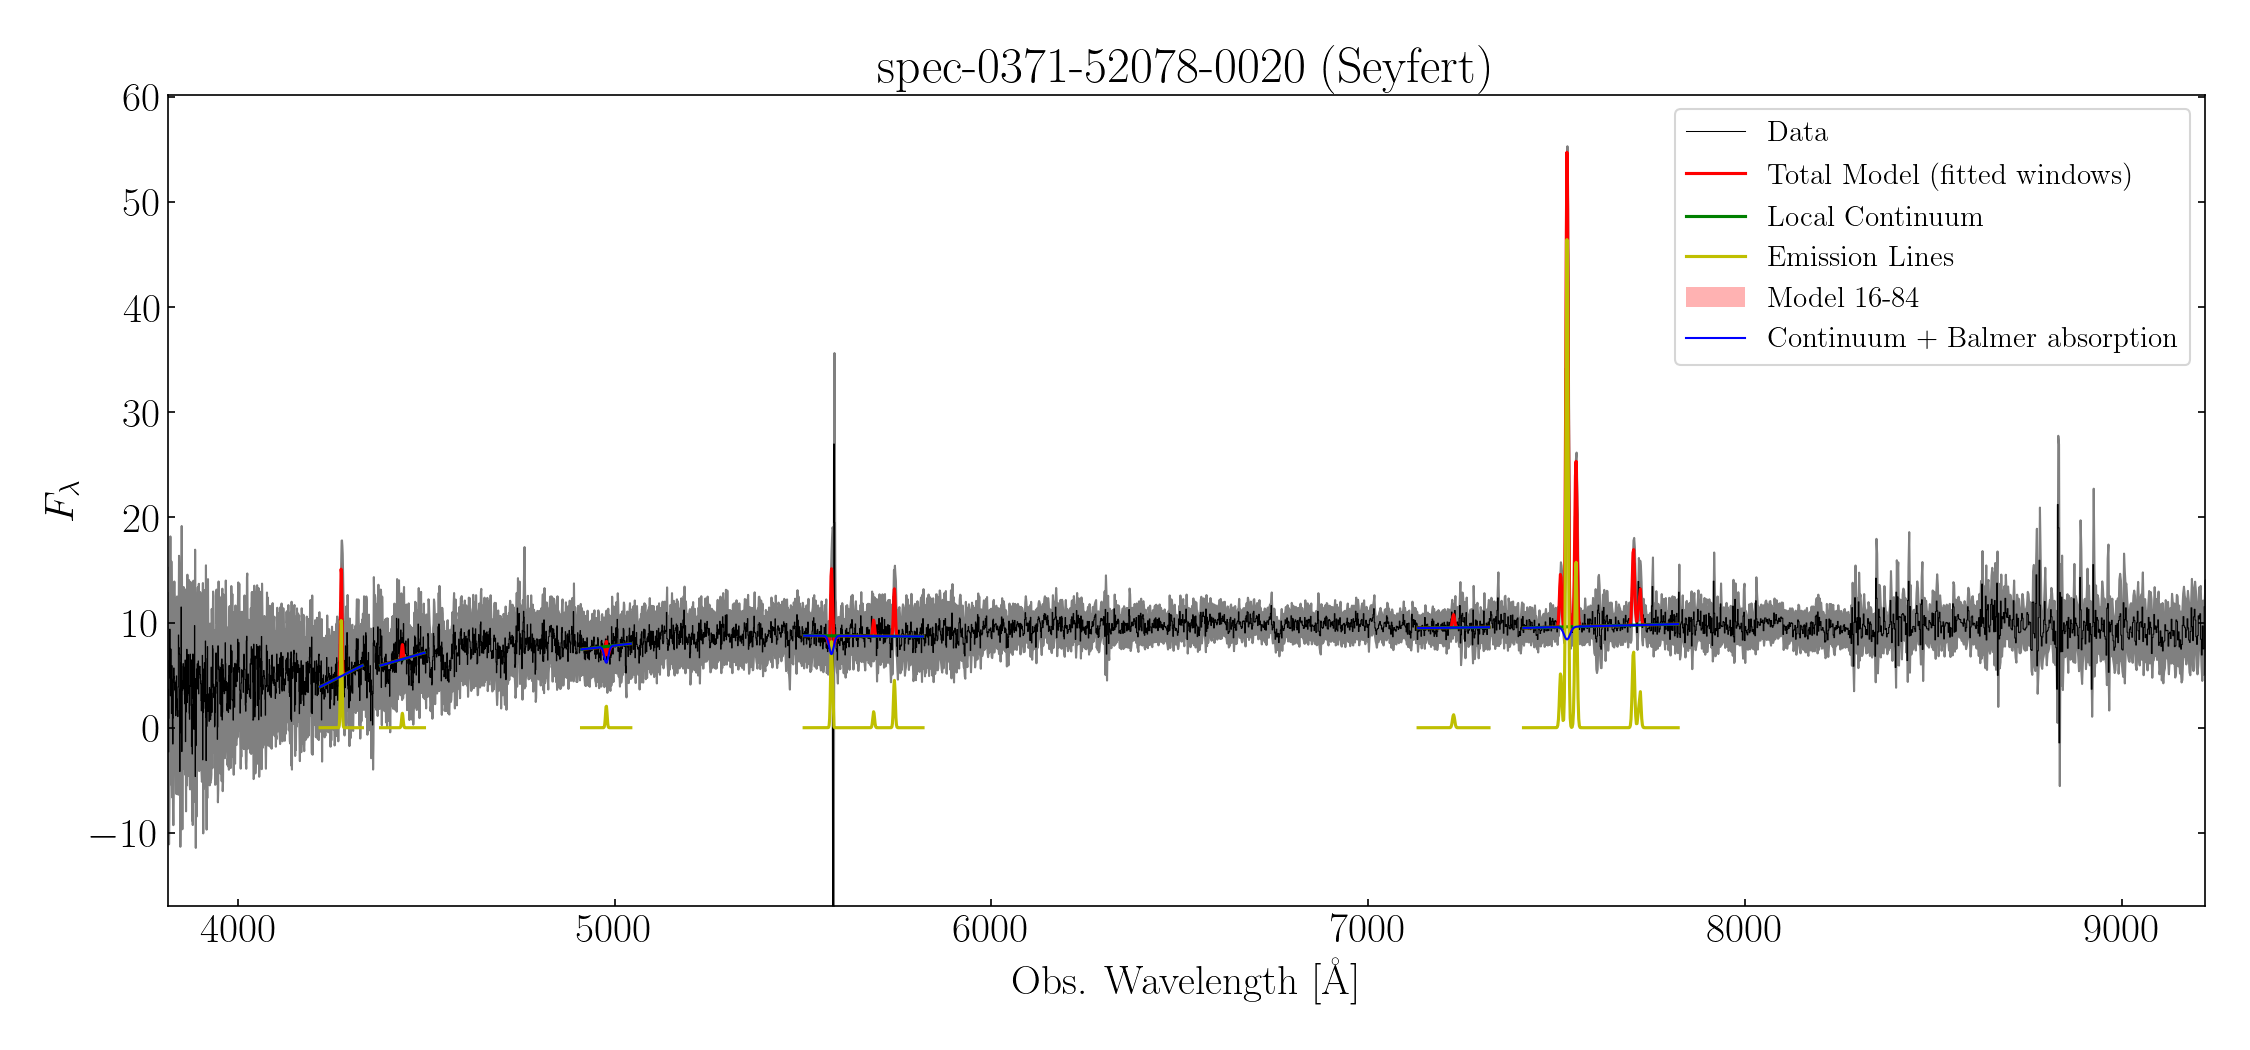 spec-0371-52078-0020 (Seyfert)
60
50
40
30
20
10
0
−10
F_λ
Data
Total Model (fitted windows)
Local Continuum
Emission Lines
Model 16-84
Continuum + Balmer absorption
4000 5000 6000 7000 8000 9000
Obs. Wavelength [Å]